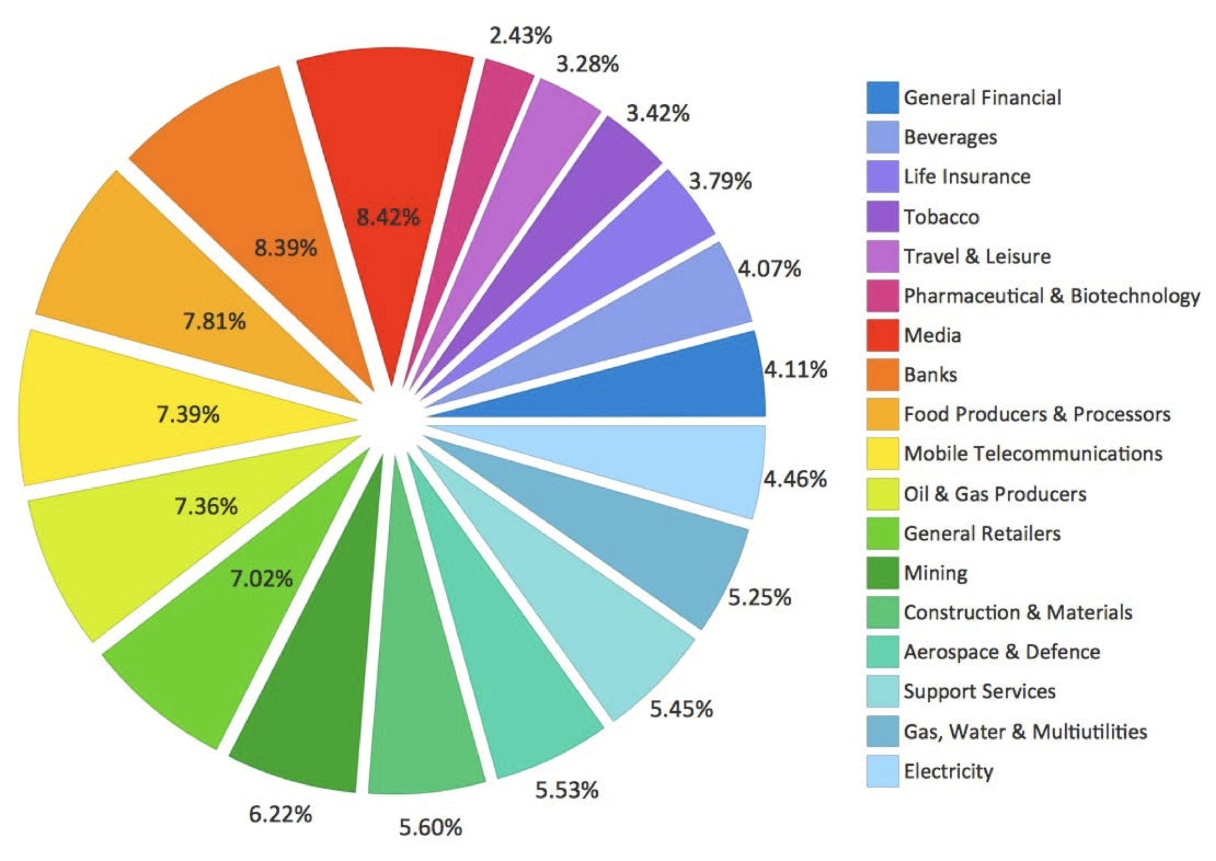 2.43%
3.28%
3.42%
3.79%
4.07%
4.11%
4.46%
5.25%
5.45%
5.53%
5.60%
6.22%
7.02%
7.36%
7.39%
7.81%
8.39%
8.42%
General Financial
Beverages
Life Insurance
Tobacco
Travel & Leisure
Pharmaceutical & Biotechnology
Media
Banks
Food Producers & Processors
Mobile Telecommunications
Oil & Gas Producers
General Retailers
Mining
Construction & Materials
Aerospace & Defence
Support Services
Gas, Water & Multiutilities
Electricity